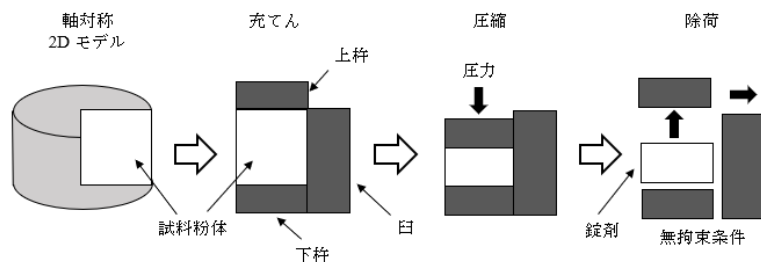 軸対称
2D モデル
充てん
圧縮
除荷
上杵
圧力
試料粉体
下杵
臼
錠剤
無拘束条件